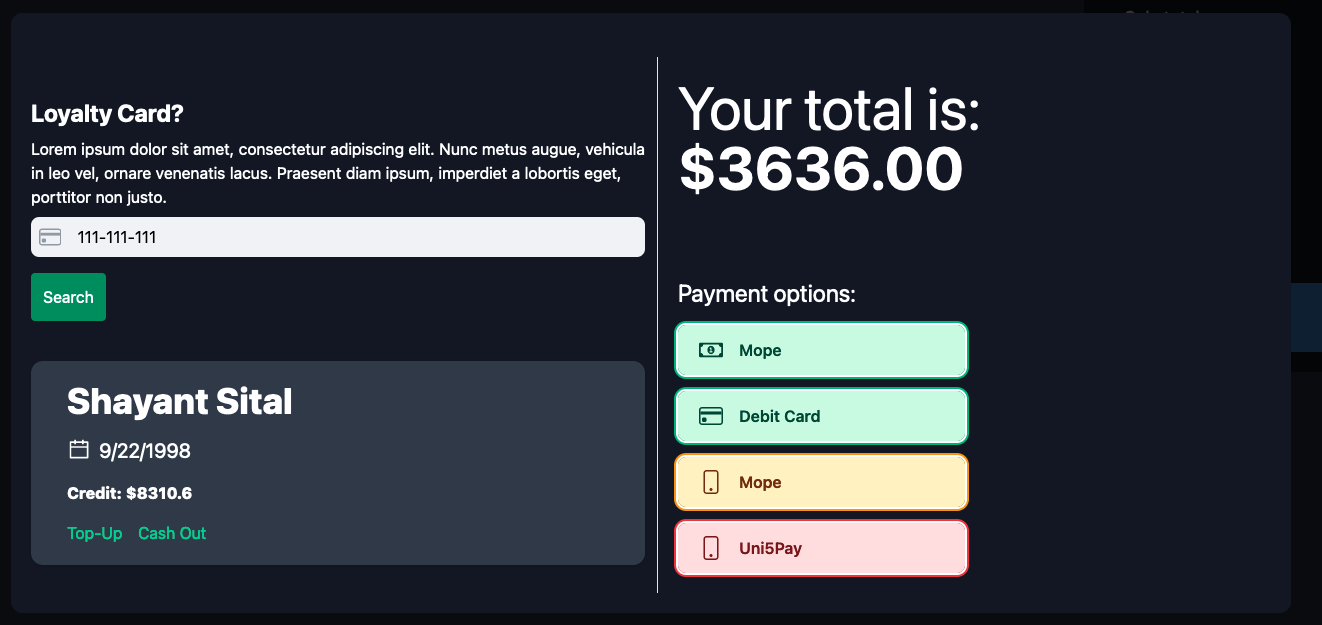 Loyalty Card?
Lorem ipsum dolor sit amet, consectetur adipiscing elit. Nunc metus augue, vehicula
in leo vel, ornare venenatis lacus. Praesent diam ipsum, imperdiet a lobortis eget,
porttitor non justo.
111-111-111
Search
Shayant Sital
9/22/1998
Credit: $8310.6
Top-Up Cash Out
Your total is:
$3636.00
Payment options:
Mope
Debit Card
Mope
Uni5Pay